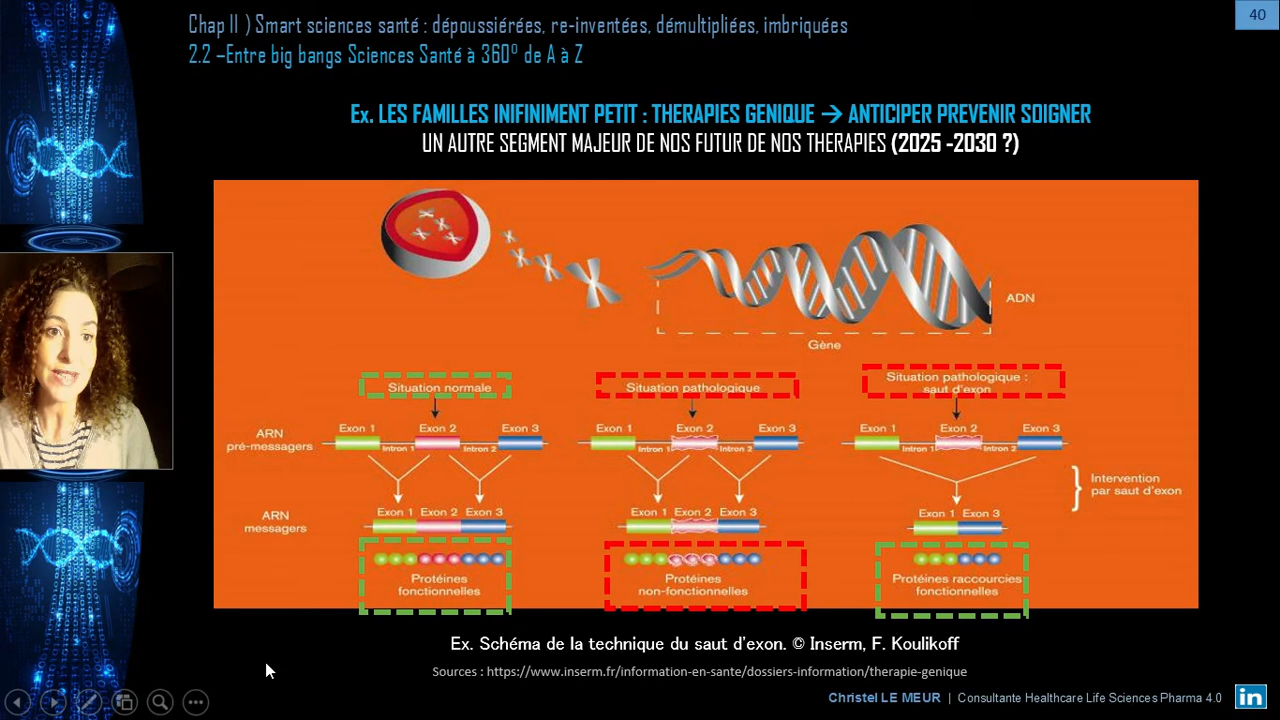 Chap II ) Smart sciences santé : dépoussiérées, re-inventées, démultipliées, imbriquées
40
2.2 –Entre big bangs Sciences Santé à 360° de A à Z
Ex. LES FAMILLES INIFINIMENT PETIT : THERAPIES GENIQUE → ANTICIPER PREVENIR SOIGNER
UN AUTRE SEGMENT MAJEUR DE NOS FUTUR DE NOS THERAPIES (2025 -2030 ?)
ADN
Gène
Situation normale
Situation pathologique
Situation pathologique :
saut d'exon
ARN
pré-messagers
Exon 1 Exon 2 Exon 3
Intron 1 Intron 2
Exon 1 Exon 2 Exon 3
Intron 1 Intron 2
Exon 1 Exon 2 Exon 3
Intron 1 Intron 2
Intervention
par saut d'exon
ARN
messagers
Exon 1 Exon 2 Exon 3
Exon 1 Exon 2 Exon 3
Exon 1 Exon 3
Protéines
fonctionnelles
Protéines
non-fonctionnelles
Protéines raccourcies
fonctionnelles
Ex. Schéma de la technique du saut d'exon. © Inserm, F. Koulikoff
Sources : https://www.inserm.fr/information-en-sante/dossiers-information/therapie-genique
Christel LE MEUR | Consultante Healthcare Life Sciences Pharma 4.0
in